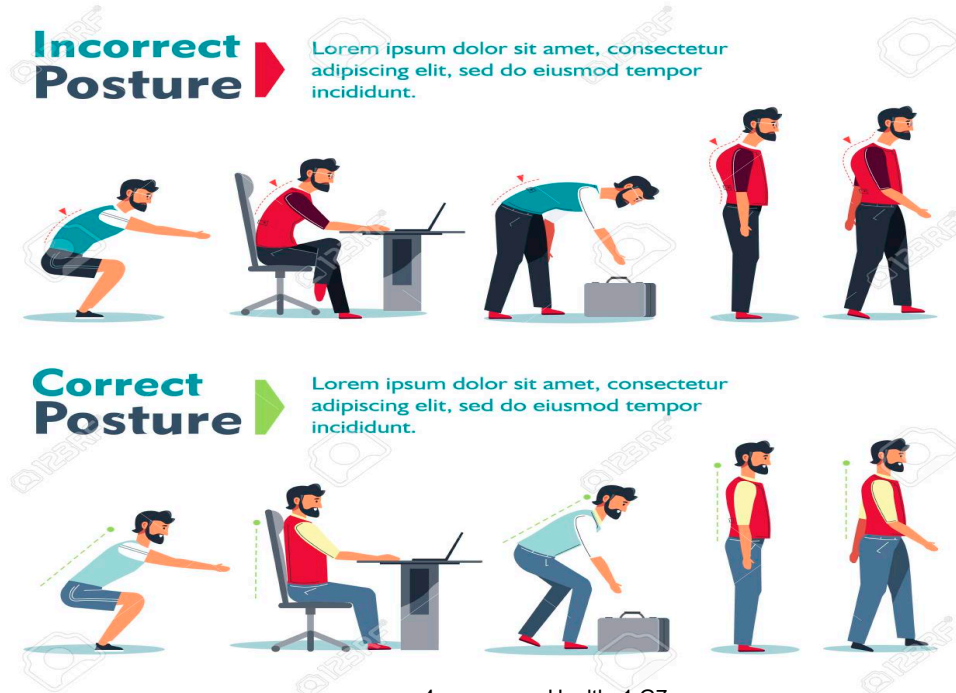 Incorrect
Posture
Lorem ipsum dolor sit amet, consectetur
adipiscing elit, sed do eiusmod tempor
incididunt.
Correct
Posture
Lorem ipsum dolor sit amet, consectetur
adipiscing elit, sed do eiusmod tempor
incididunt.
123RF